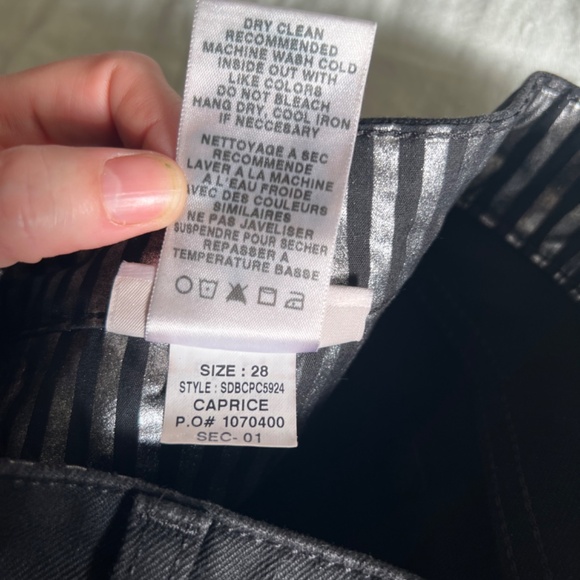 DRY CLEAN
RECOMMENDED
MACHINE WASH COLD
INSIDE OUT WITH
LIKE COLORS
DO NOT BLEACH
HANG DRY, COOL IRON
IF NECCESARY
NETTOYAGE A SEC
RECOMMENDE
LAVER A LA MACHINE
A L'EAU FROIDE
AVEC DES COULEURS
SIMILAIRES
NE PAS JAVELISER
SUSPENDRE POUR SECHER
REPASSER A
TEMPERATURE BASSE
SIZE : 28
STYLE : SDBCPC5924
CAPRICE
P.O# 1070400
SEC- 01